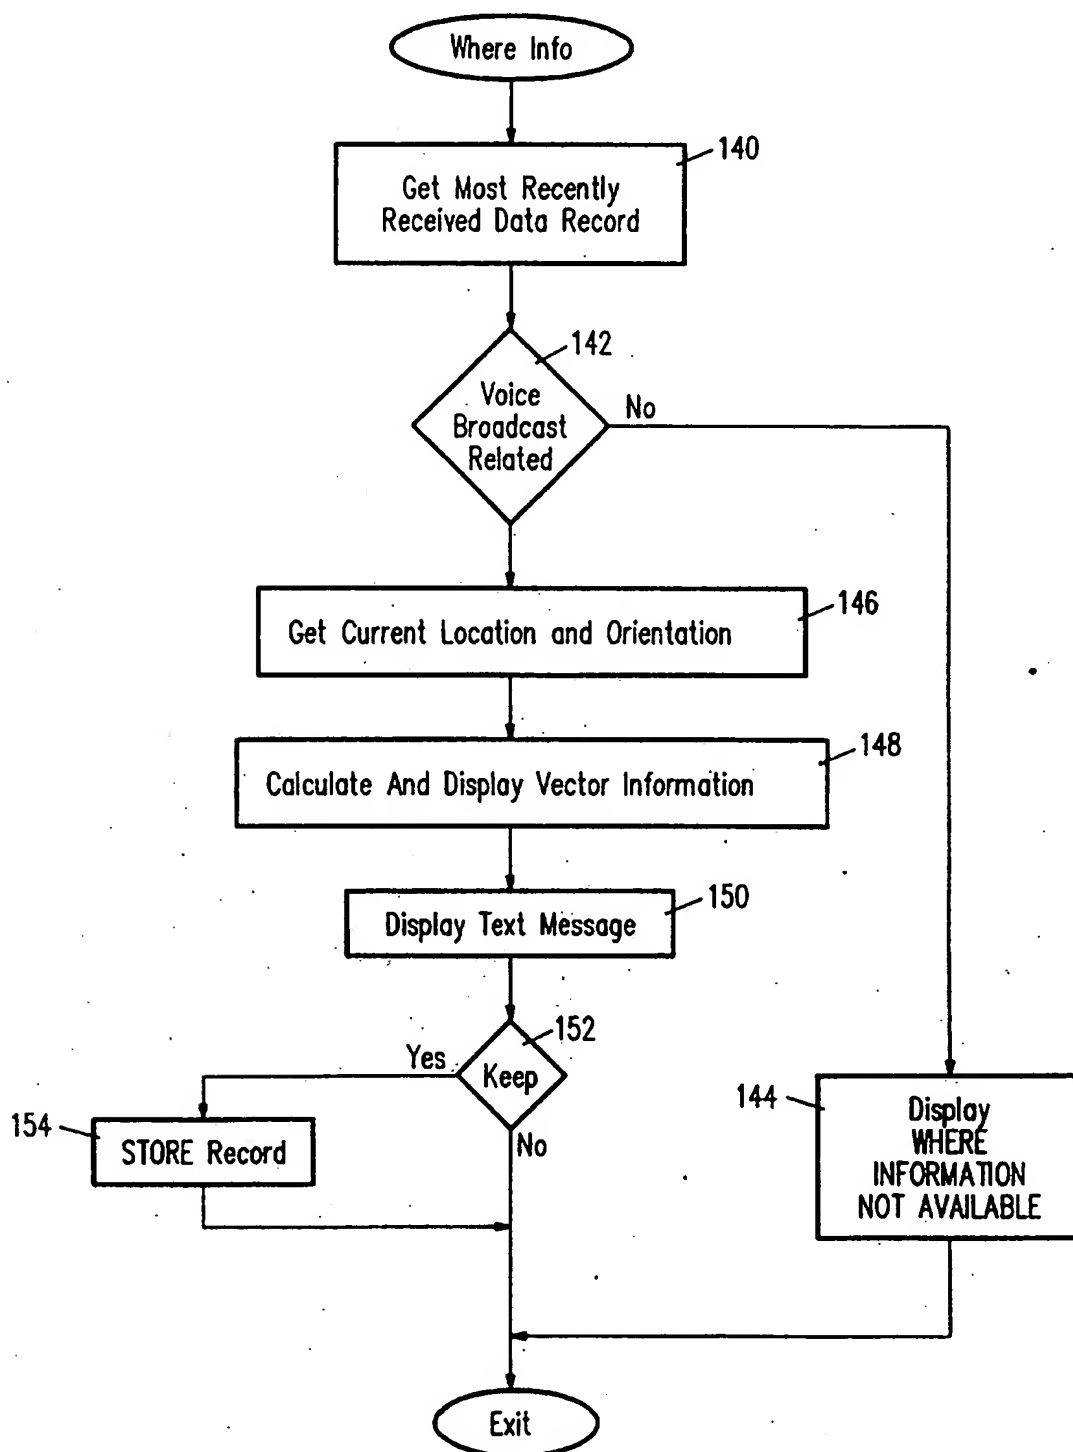 Where Info
140
Get Most Recently
Received Data Record
142
Voice
Broadcast
Related
No
146
Get Current Location and Orientation
148
Calculate And Display Vector Information
150
Display Text Message
152
Yes
Keep
No
154
STORE Record
144
Display
WHERE
INFORMATION
NOT AVAILABLE
Exit